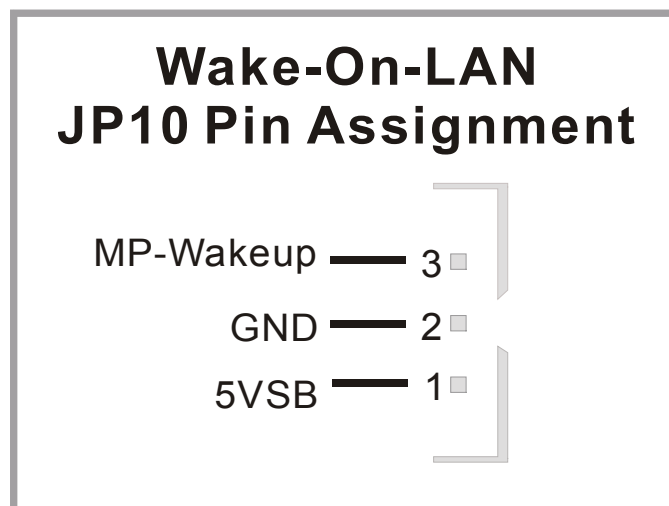 Wake-On-LAN
JP10 Pin Assignment
MP-Wakeup 3
GND 2
5VSB 1